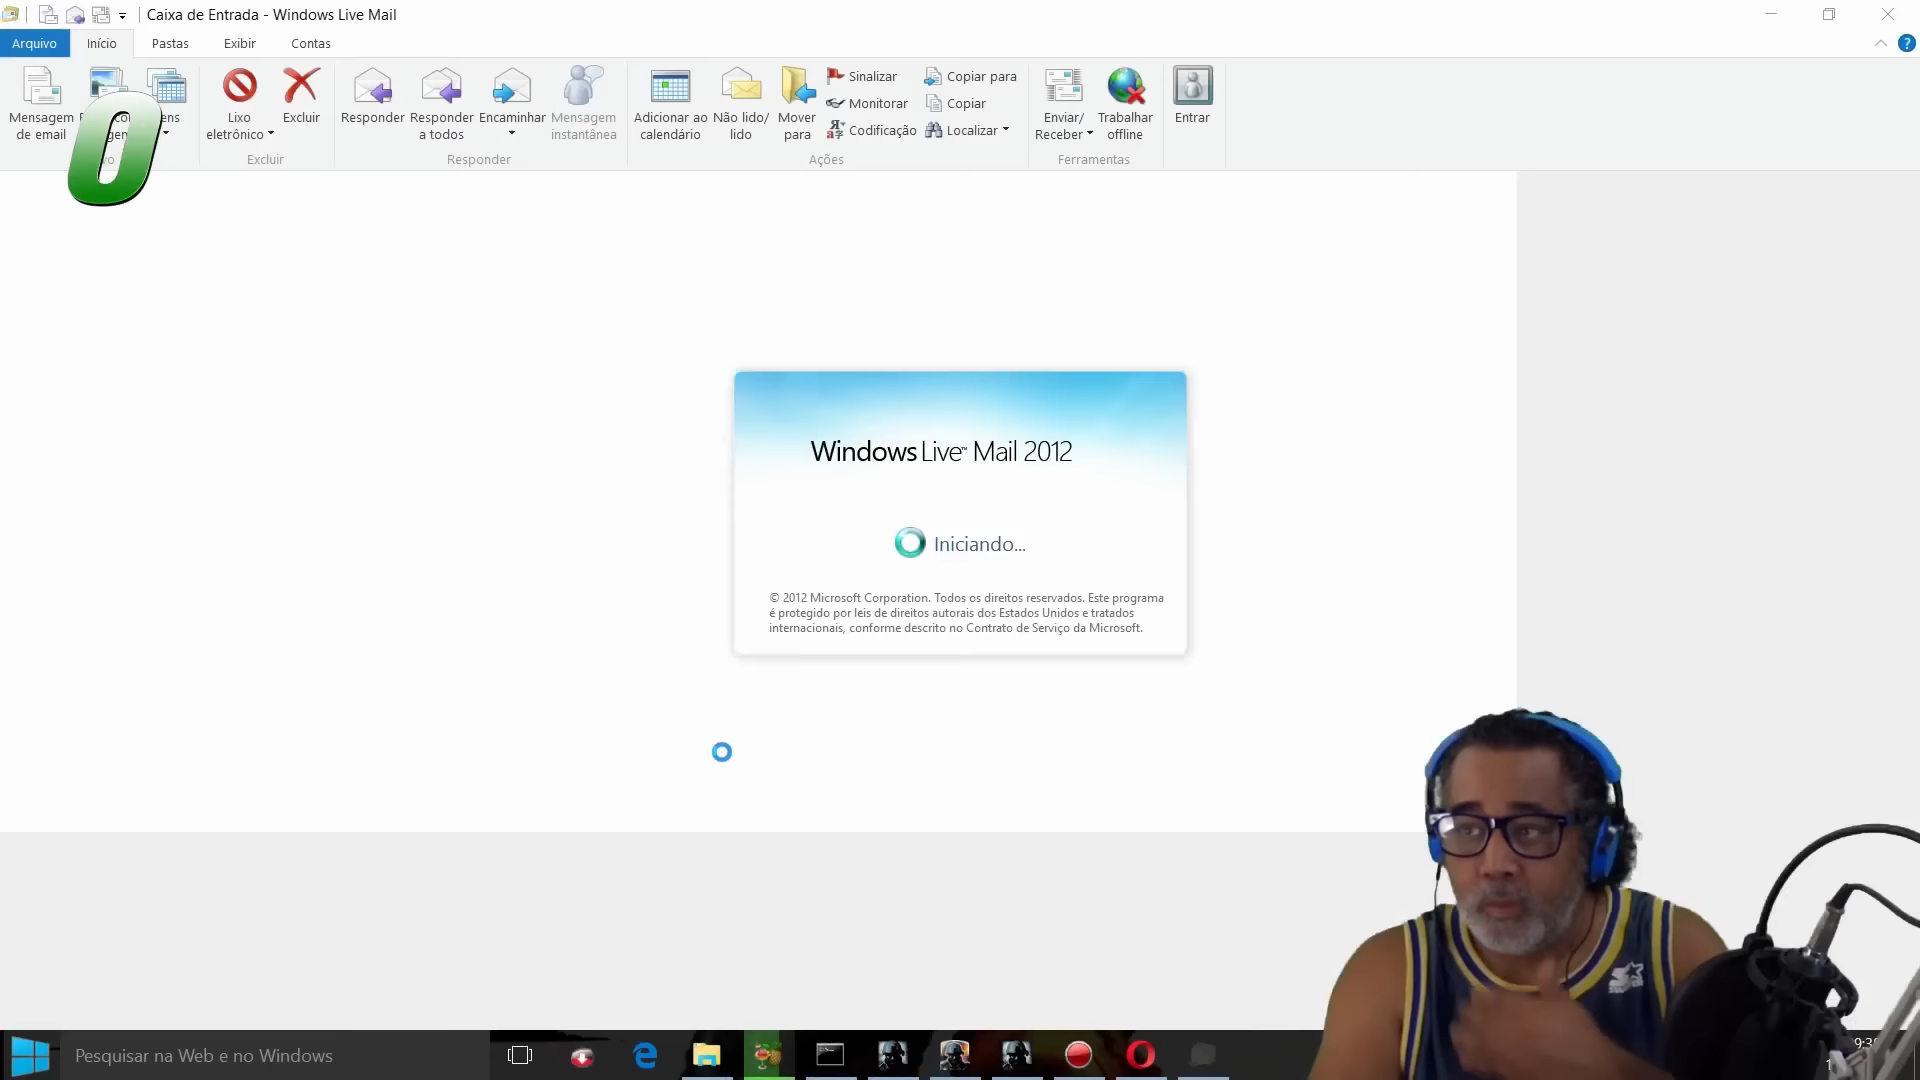 Caixa de Entrada - Windows Live Mail
Arquivo Início Pastas Exibir Contas
Mensagem
de email
0
Lixo
eletrônico
Excluir
Excluir
Responder
Responder
a todos
Encaminhar
Mensagem
instantânea
Responder
Adicionar ao
calendário
Não lido/
lido
Mover
para
Sinalizar
Monitorar
Codificação
Copiar para
Copiar
Localizar
Ações
Enviar/
Receber
Trabalhar
offline
Ferramentas
Entrar
Windows Live Mail 2012
Iniciando...
© 2012 Microsoft Corporation. Todos os direitos reservados. Este programa
é protegido por leis de direitos autorais dos Estados Unidos e tratados
internacionais, conforme descrito no Contrato de Serviço da Microsoft.
Pesquisar na Web e no Windows